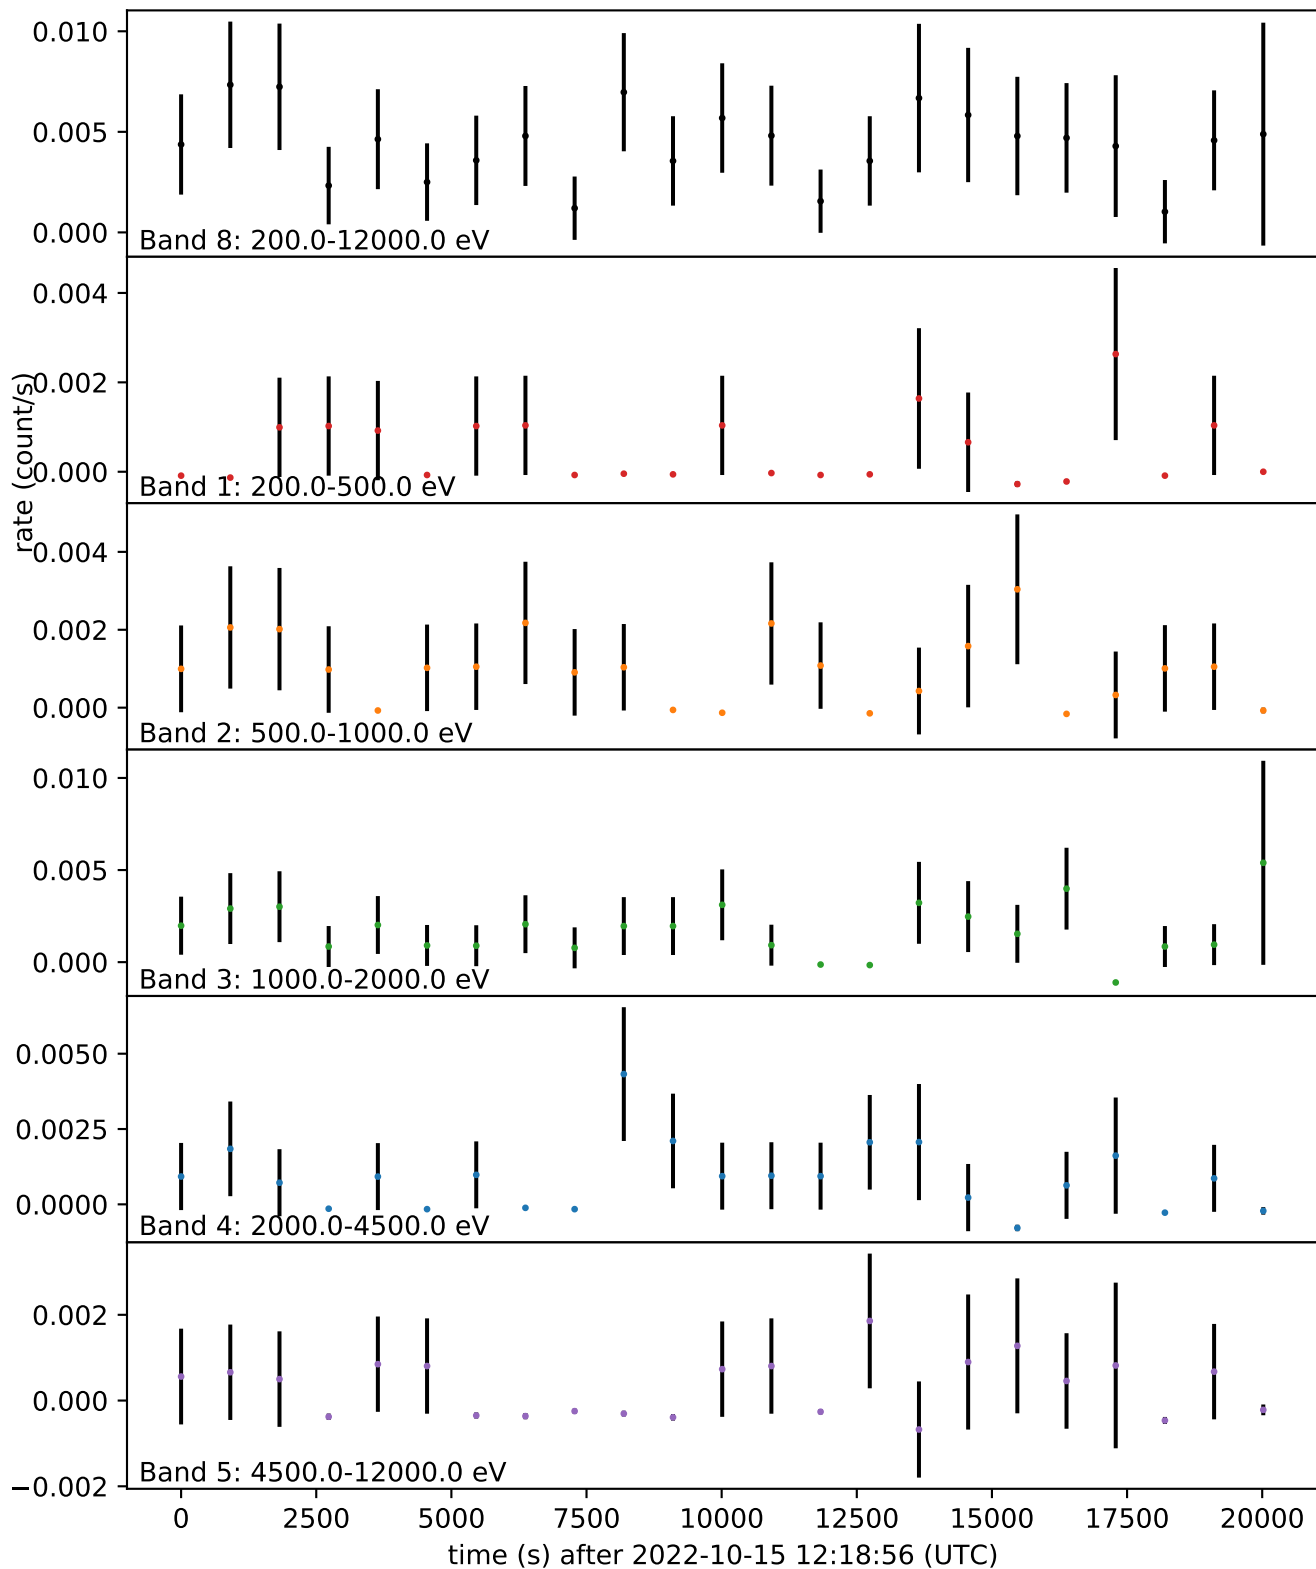 0.010
0.005
0.000
Band 8: 200.0-12000.0 eV
0.004
0.002
0.000
Band 1: 200.0-500.0 eV
rate (count/s)
0.004
0.002
0.000
Band 2: 500.0-1000.0 eV
0.010
0.005
0.000
Band 3: 1000.0-2000.0 eV
0.0050
0.0025
0.0000
Band 4: 2000.0-4500.0 eV
0.002
0.000
−0.002
Band 5: 4500.0-12000.0 eV
0 2500 5000 7500 10000 12500 15000 17500 20000
time (s) after 2022-10-15 12:18:56 (UTC)